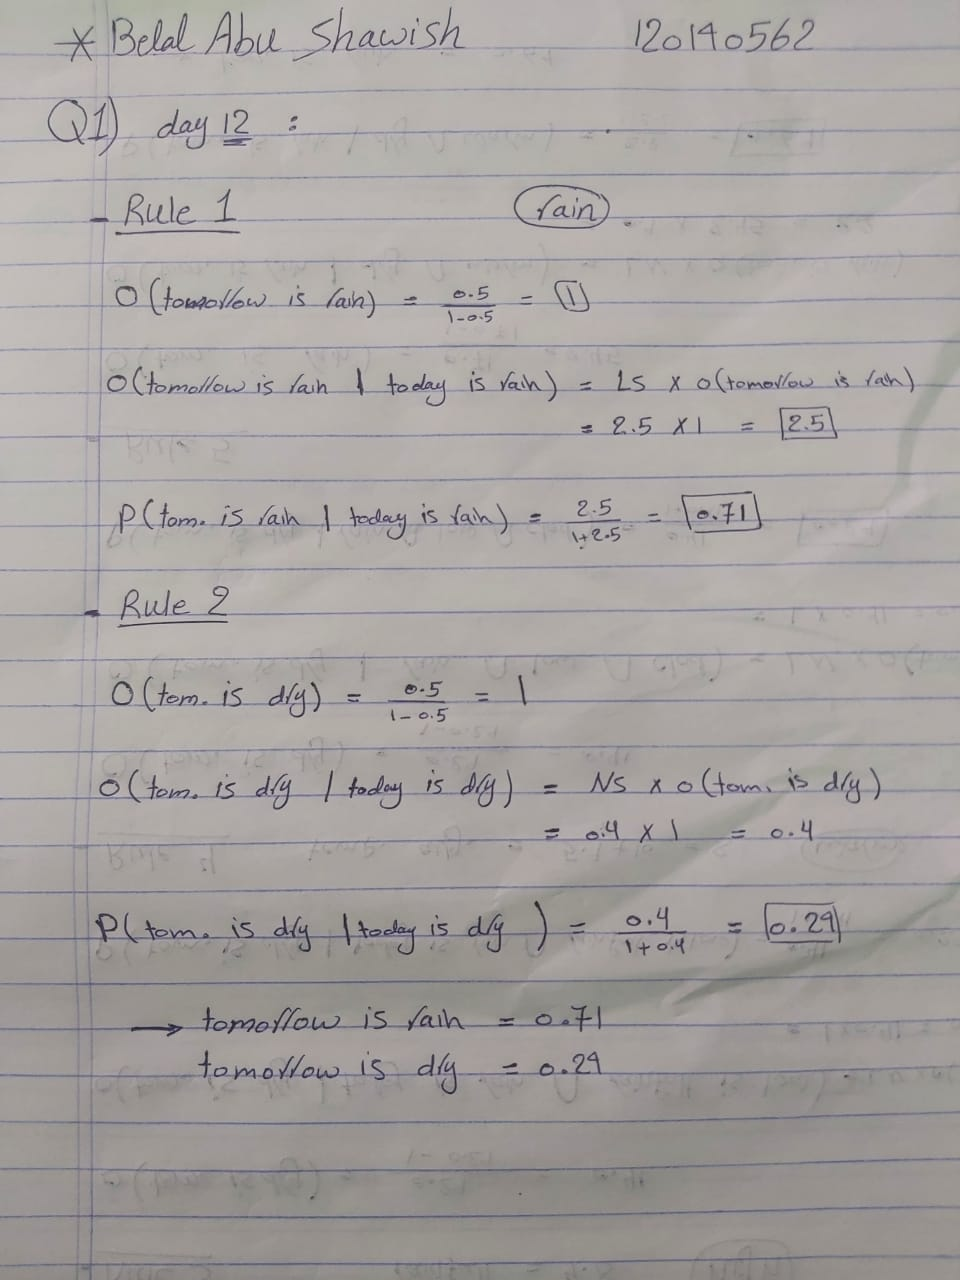 * Belal Abu Shawish 120140562
Q1) day 12 :
- Rule 1 rain.
O (tomorrow is rain) = 0.5 / 1-0.5 = 1
O(tomorrow is rain | today is rain) = LS x O(tomorrow is rain)
= 2.5 x 1 = 2.5
P(tom. is rain | today is rain) = 2.5 / 1+2.5 = 0.71
- Rule 2
O (tom. is dry) = 0.5 / 1-0.5 = 1
O (tom. is dry | today is dry) = NS x O (tom. is dry)
= 0.4 x 1 = 0.4
P(tom. is dry | today is dry) = 0.4 / 1+0.4 = 0.29
→ tomorrow is rain = 0.71
tomorrow is dry = 0.29